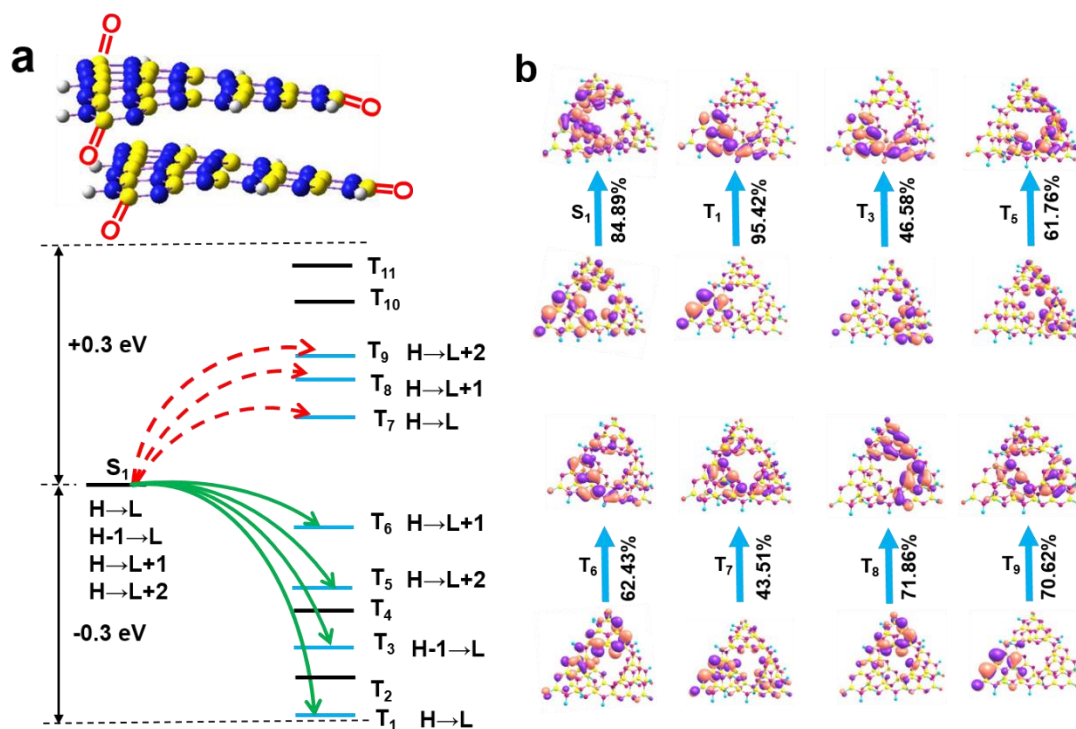 a
O
O
O
O
O
+0.3 eV
-0.3 eV
S1
H→L
H-1→L
H→L+1
H→L+2
T11
T10
T9 H→L+2
T8 H→L+1
T7 H→L
T6 H→L+1
T5 H→L+2
T4
T3 H-1→L
T2
T1 H→L
b
S1 84.89%
T1 95.42%
T3 46.58%
T5 61.76%
T6 62.43%
T7 43.51%
T8 71.86%
T9 70.62%